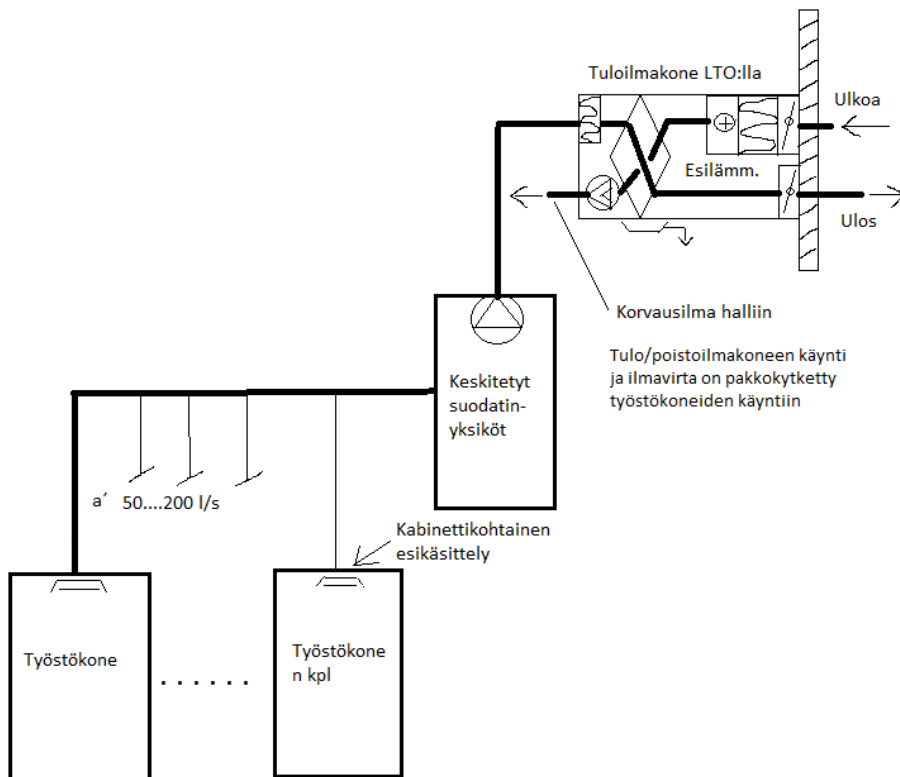 Tuloilmakone LTO:lla
Ulkoa
Esilämm.
Ulos
Korvausilma halliin
Tulo/poistoilmakoneen käynti
ja ilmavirta on pakkokytketty
työstökoneiden käyntiin
Keskitetyt
suodatin-
yksiköt
a´ 50....200 l/s
Kabinettikohtainen
esikäsittely
Työstökone
. . . . . .
Työstökone
n kpl